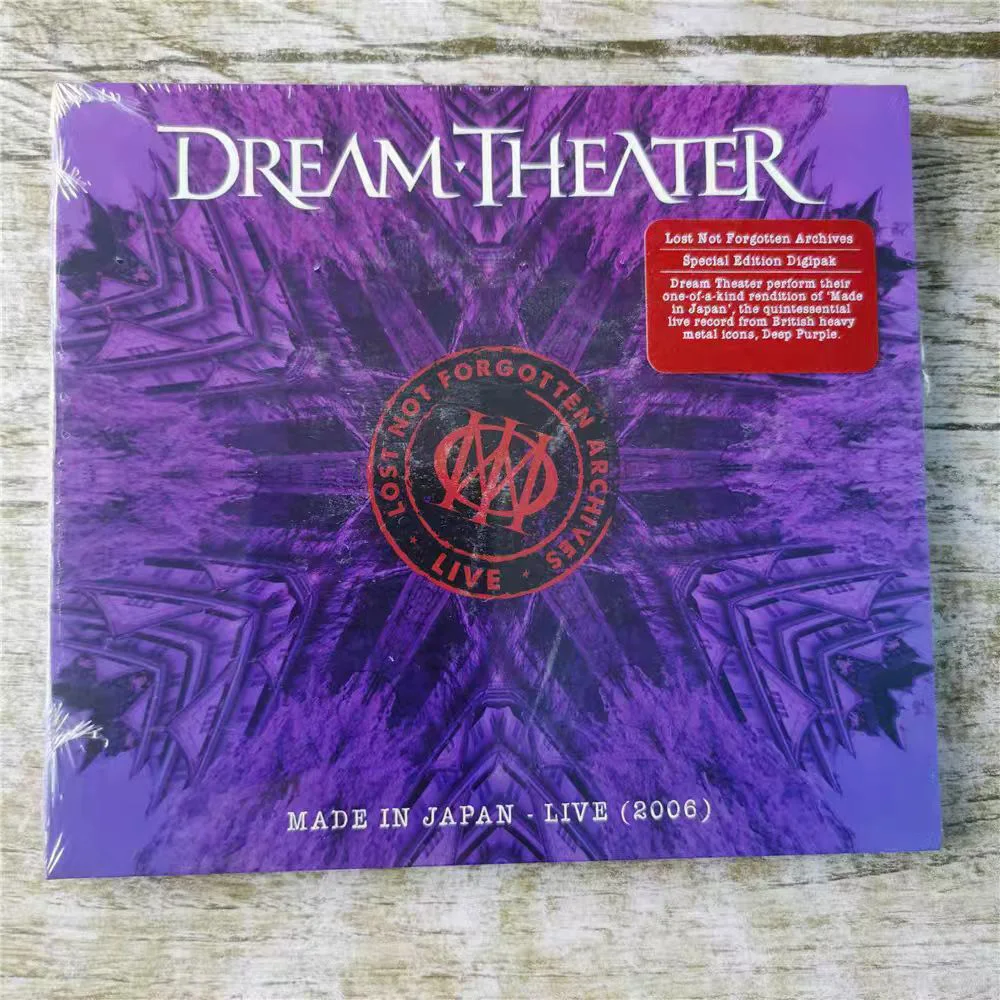 DREAM·THEATER
Lost Not Forgotten Archives
Special Edition Digipak
Dream Theater perform their
one-of-a-kind rendition of 'Made
in Japan', the quintessential
live record from British heavy
metal icons, Deep Purple.
LOST NOT FORGOTTEN ARCHIVES
LIVE
MADE IN JAPAN - LIVE (2006)